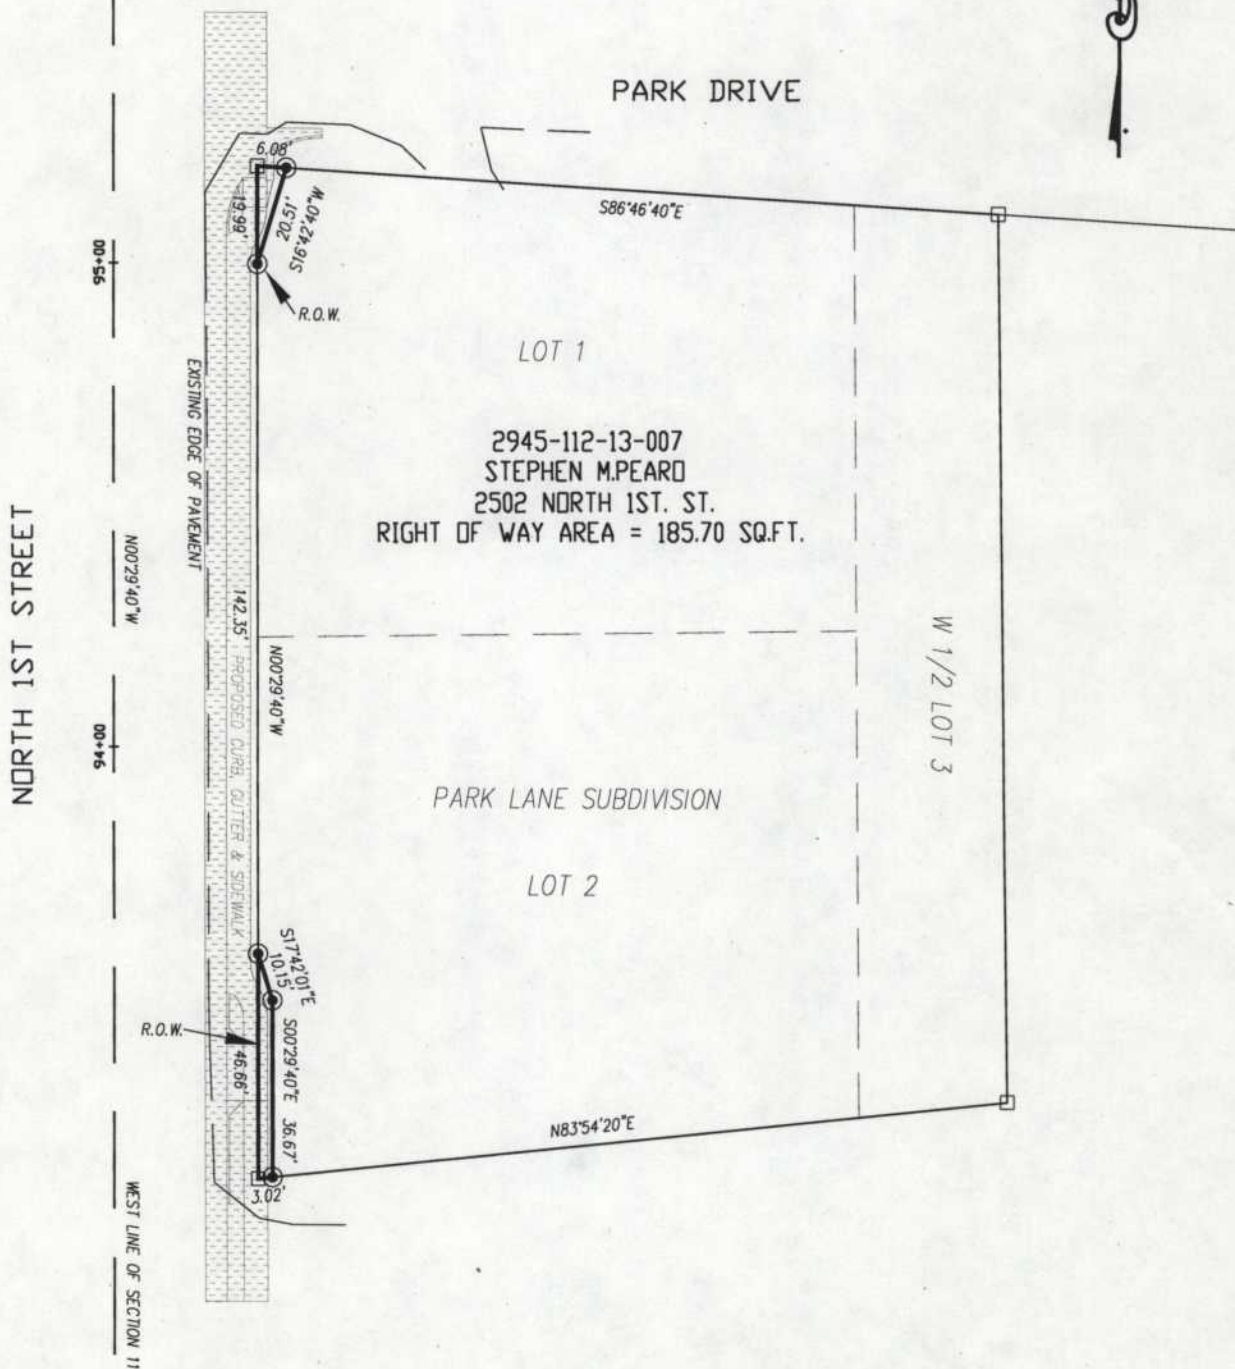 PARK DRIVE
6.08'
S86°46'40"E
19.99'
20.51'
S16°42'40"W
95+00
R.O.W.
LOT 1
EXISTING EDGE OF PAVEMENT
2945-112-13-007
STEPHEN M.PEARD
2502 NORTH 1ST. ST.
RIGHT OF WAY AREA = 185.70 SQ.FT.
NORTH 1ST STREET
N00°29'40"W
142.35'
PROPOSED CURB, GUTTER & SIDEWALK
N00°29'40"W
W 1/2 LOT 3
94+00
PARK LANE SUBDIVISION
LOT 2
S17°42'01"E
10.15'
R.O.W.
46.66'
S00°29'40"E 36.67'
N83°54'20"E
3.02'
WEST LINE OF SECTION 11